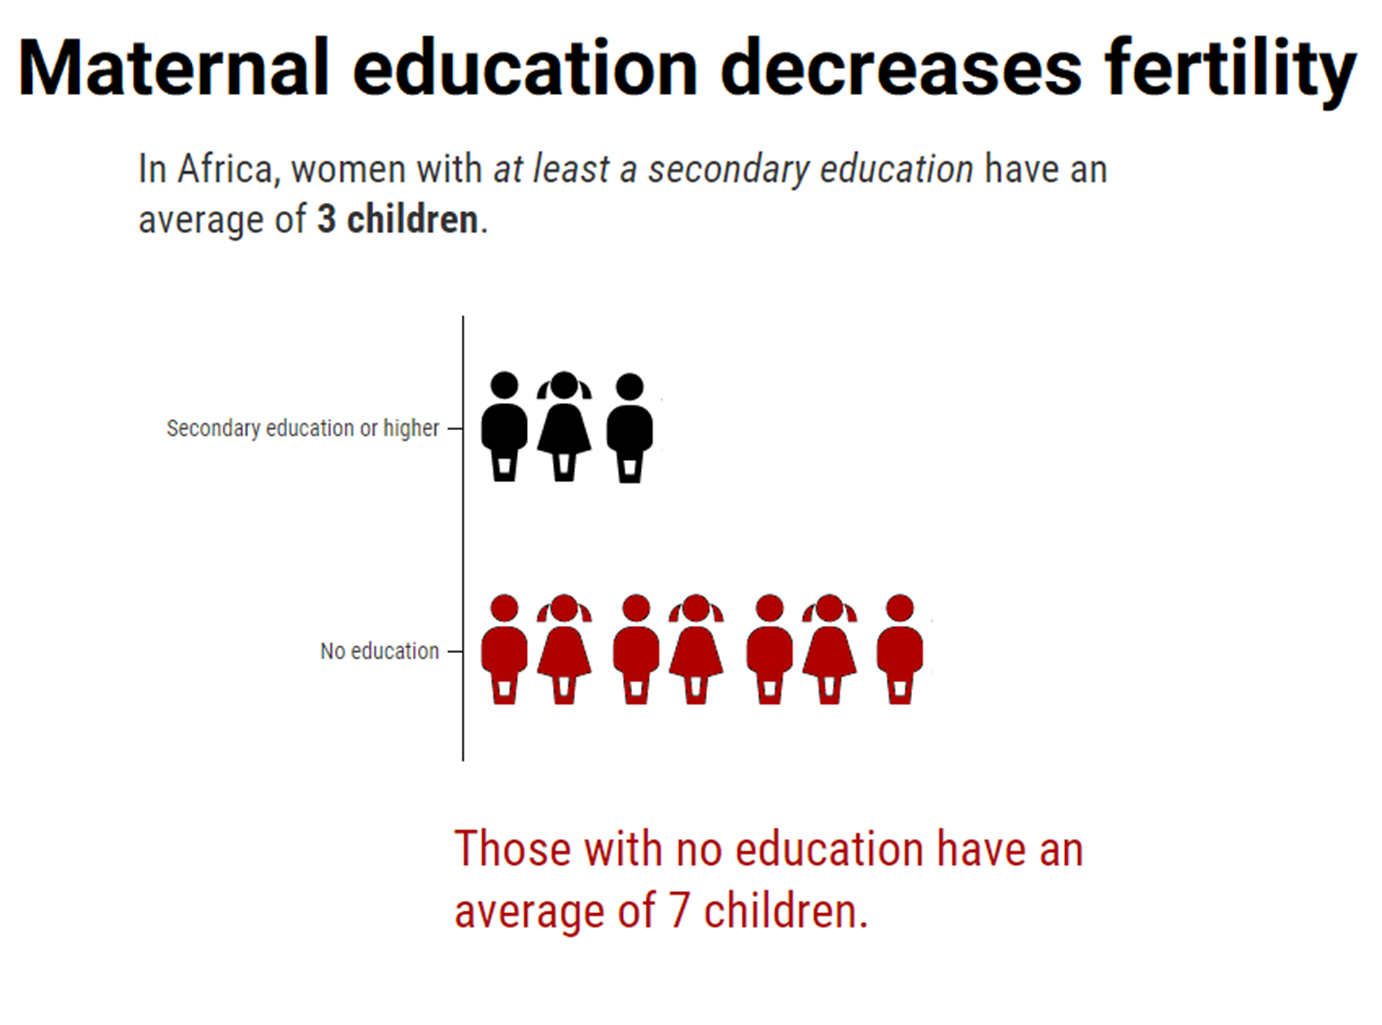 Maternal education decreases fertility
In Africa, women with at least a secondary education have an
average of 3 children.
Secondary education or higher
No education
Those with no education have an
average of 7 children.